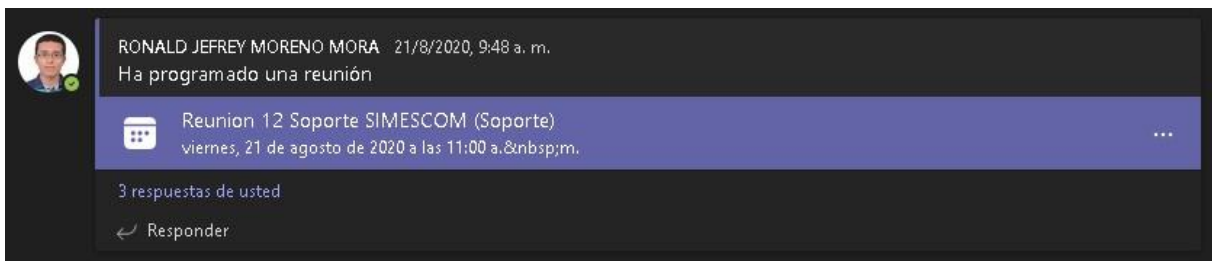 RONALD JEFREY MORENO MORA 21/8/2020, 9:48 a. m.
Ha programado una reunión
Reunion 12 Soporte SIMESCOM (Soporte)
viernes, 21 de agosto de 2020 a las 11:00 a.&nbsp;m.
3 respuestas de usted
Responder